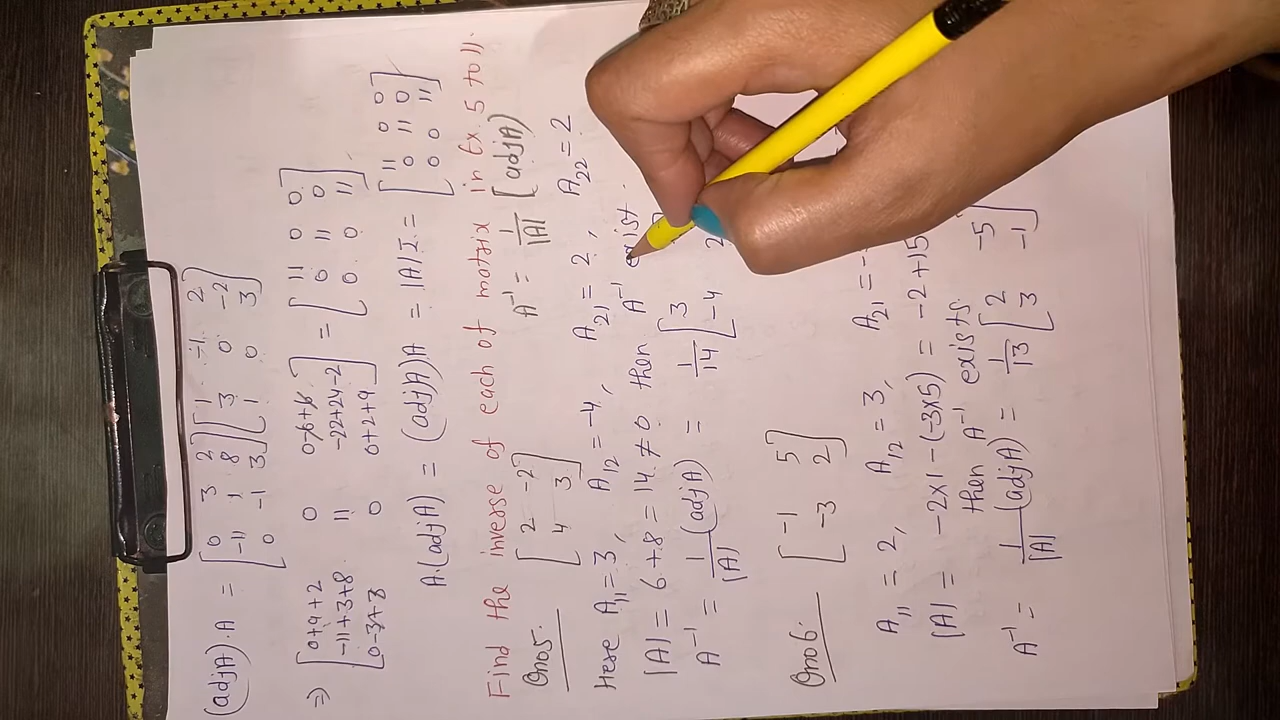 (adjA).A = [0 3 2 / -11 1 8 / 0 -1 3] [1 -1 2 / 3 0 -2 / 1 0 3]
⇒ [0+9+2 0 0-6+6 / -11+3+8 11 -22+24-2 / 0-3+3 0 0+2+9] = [11 0 0 / 0 11 0 / 0 0 11]
A.(adjA) = (adjA)A = |A|I = [11 0 0 / 0 11 0 / 0 0 11]
Find the inverse of each of matrix in Ex. 5 to 11.
Qno5. [2 -2 / 4 3] A⁻¹ = 1/|A| [adjA]
Here A₁₁ = 3, A₁₂ = -4, A₂₁ = 2, A₂₂ = 2
|A| = 6+8 = 14 ≠ 0 then A⁻¹ exist.
A⁻¹ = 1/|A| (adjA) = 1/14 [3 / -4 2
Qno6. [-1 5 / -3 2]
A₁₁ = 2, A₁₂ = 3, A₂₁ = -
|A| = -2x1-(-3x5) = -2+15
then A⁻¹ exists.
A⁻¹ = 1/|A| (adjA) = 1/13 [2 -5 / 3 -1]